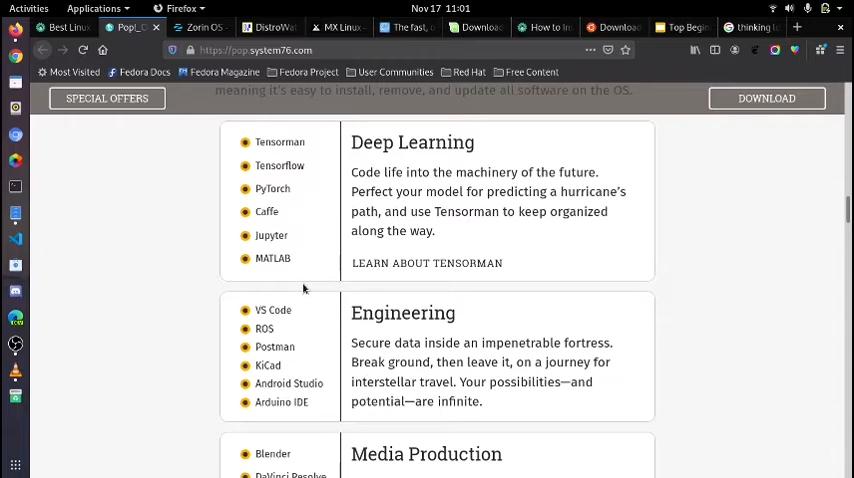 Activities Applications Firefox Nov 17 11:01
Best Linux Pop!_O Zorin OS - DistroWat MX Linux - The fast, o Download How to Ins Download Top Begin thinking l
https://pop.system76.com
Most Visited Fedora Docs Fedora Magazine Fedora Project User Communities Red Hat Free Content
meaning it's easy to install, remove, and update all software on the OS.
SPECIAL OFFERS DOWNLOAD
Tensorman
Tensorflow
PyTorch
Caffe
Jupyter
MATLAB
Deep Learning
Code life into the machinery of the future.
Perfect your model for predicting a hurricane's
path, and use Tensorman to keep organized
along the way.
LEARN ABOUT TENSORMAN
VS Code
ROS
Postman
KiCad
Android Studio
Arduino IDE
Engineering
Secure data inside an impenetrable fortress.
Break ground, then leave it, on a journey for
interstellar travel. Your possibilities—and
potential—are infinite.
Blender
DaVinci Resolve
Media Production